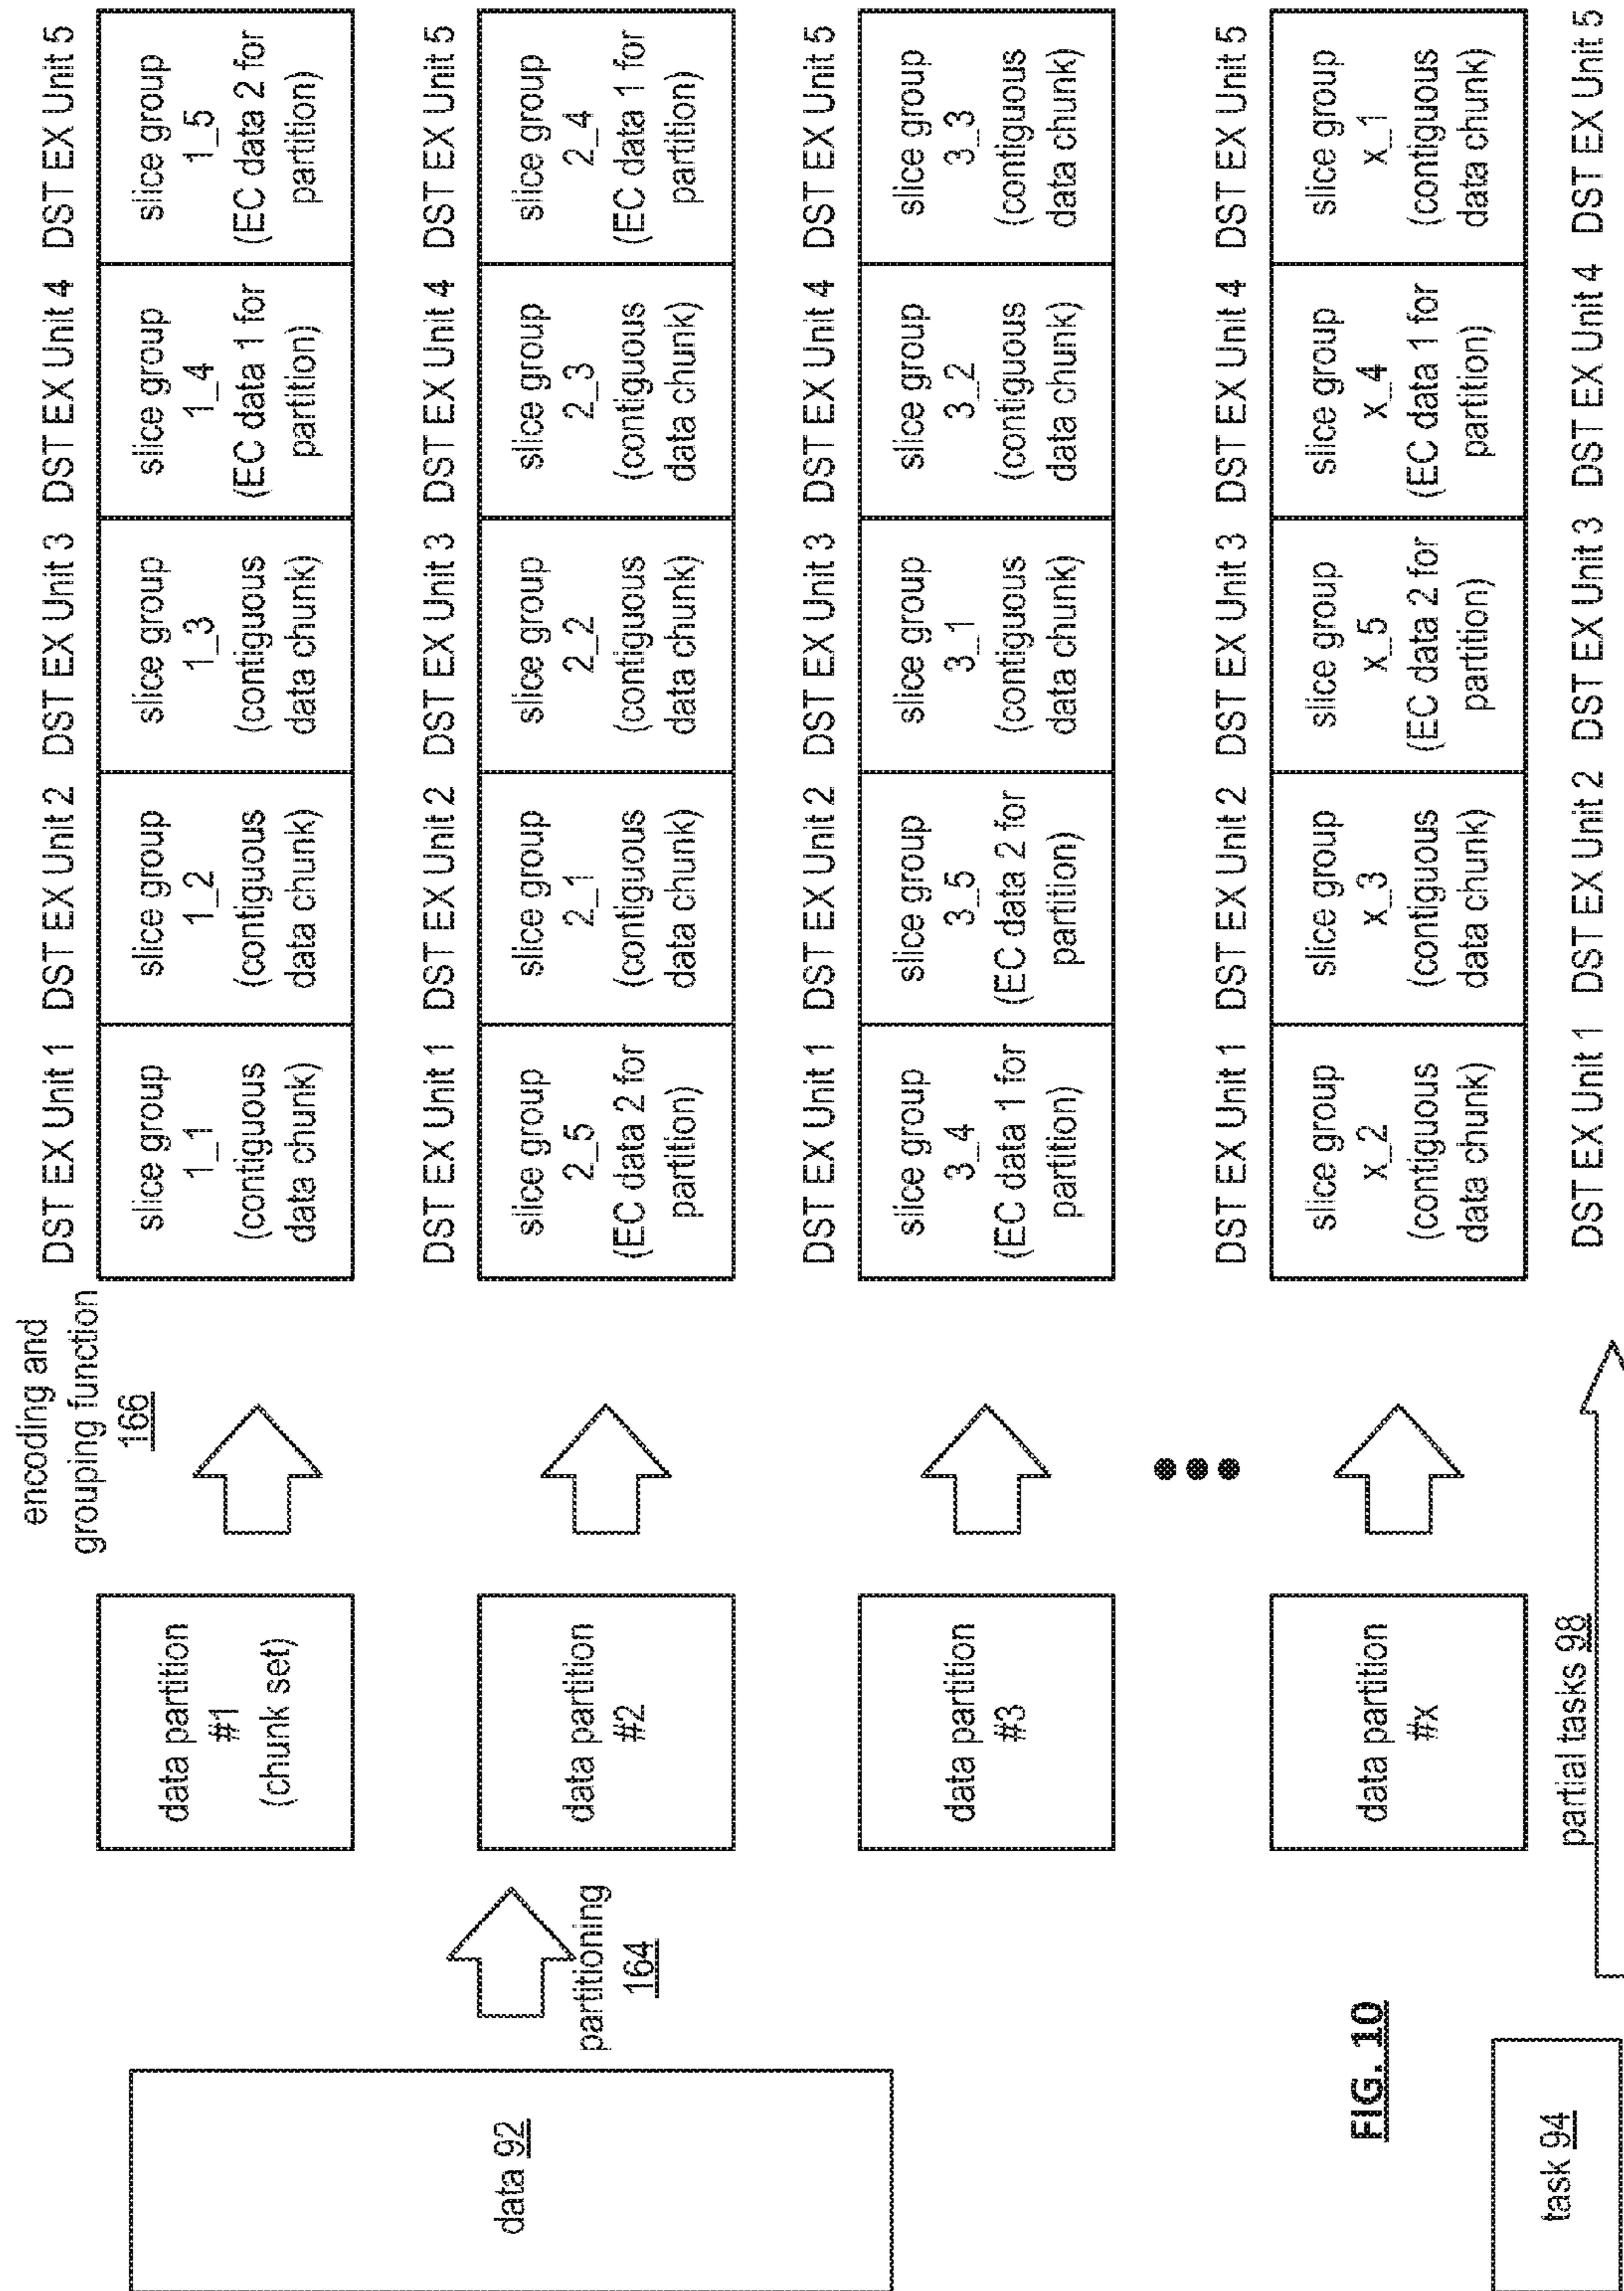 encoding and
grouping function
166
data 92
partitioning
164
data partition
#1
(chunk set)
DST EX Unit 1 DST EX Unit 2 DST EX Unit 3 DST EX Unit 4 DST EX Unit 5
slice group
1_1
(contiguous
data chunk)
slice group
1_2
(contiguous
data chunk)
slice group
1_3
(contiguous
data chunk)
slice group
1_4
(EC data 1 for
partition)
slice group
1_5
(EC data 2 for
partition)
data partition
#2
DST EX Unit 1 DST EX Unit 2 DST EX Unit 3 DST EX Unit 4 DST EX Unit 5
slice group
2_5
(EC data 2 for
partition)
slice group
2_1
(contiguous
data chunk)
slice group
2_2
(contiguous
data chunk)
slice group
2_3
(contiguous
data chunk)
slice group
2_4
(EC data 1 for
partition)
data partition
#3
DST EX Unit 1 DST EX Unit 2 DST EX Unit 3 DST EX Unit 4 DST EX Unit 5
slice group
3_4
(EC data 1 for
partition)
slice group
3_5
(EC data 2 for
partition)
slice group
3_1
(contiguous
data chunk)
slice group
3_2
(contiguous
data chunk)
slice group
3_3
(contiguous
data chunk)
data partition
#x
DST EX Unit 1 DST EX Unit 2 DST EX Unit 3 DST EX Unit 4 DST EX Unit 5
slice group
x_2
(contiguous
data chunk)
slice group
x_3
(contiguous
data chunk)
slice group
x_5
(EC data 2 for
partition)
slice group
x_4
(EC data 1 for
partition)
slice group
x_1
(contiguous
data chunk)
FIG. 10
task 94
partial tasks 98
DST EX Unit 1 DST EX Unit 2 DST EX Unit 3 DST EX Unit 4 DST EX Unit 5